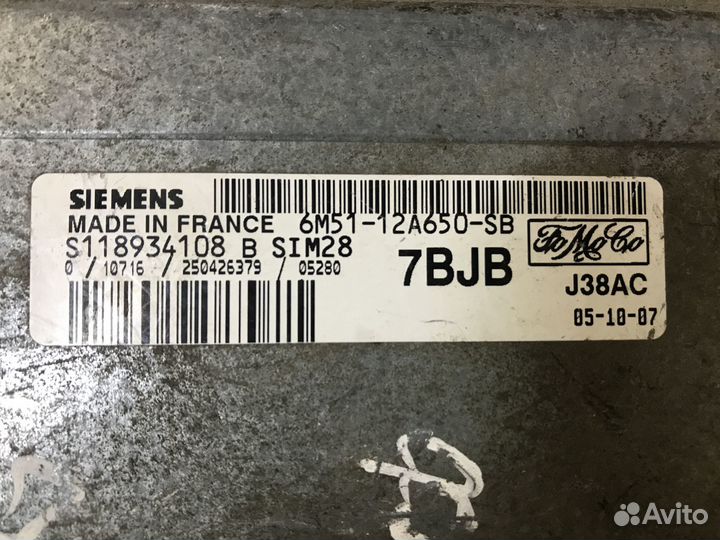 SIEMENS
MADE IN FRANCE 6M51-12A650-SB
S118934108 B SIM28
0 / 10716 / 250426379 / 05280
7BJB
FoMoCo
J38AC
05-10-07
Avito